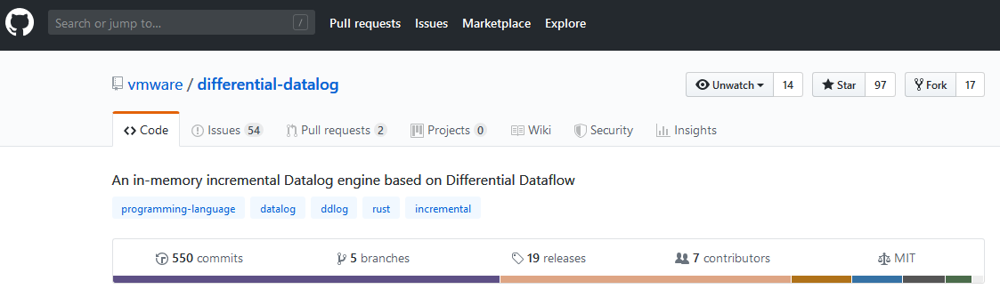 Search or jump to... /
Pull requests Issues Marketplace Explore
vmware / differential-datalog
Unwatch 14 Star 97 Fork 17
Code Issues 54 Pull requests 2 Projects 0 Wiki Security Insights
An in-memory incremental Datalog engine based on Differential Dataflow
programming-language datalog ddlog rust incremental
550 commits 5 branches 19 releases 7 contributors MIT